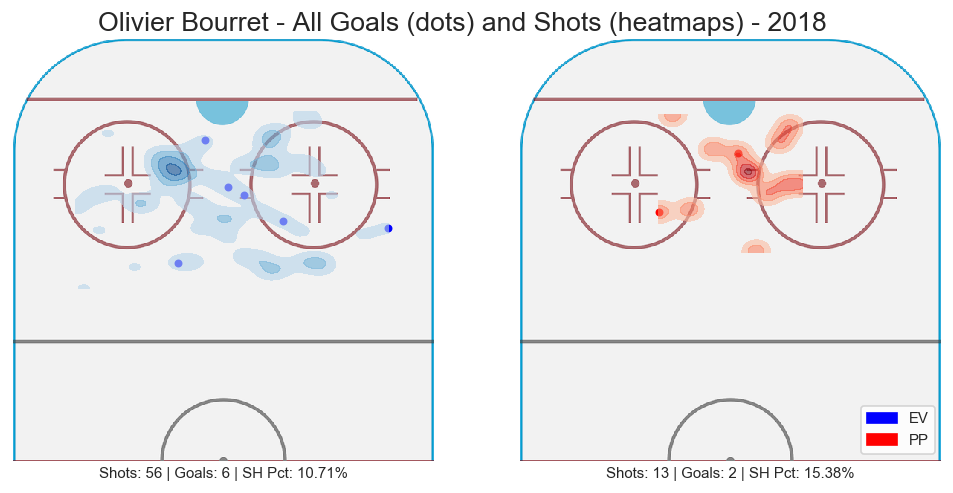 Olivier Bourret - All Goals (dots) and Shots (heatmaps) - 2018
EV
PP
Shots: 56 | Goals: 6 | SH Pct: 10.71%
Shots: 13 | Goals: 2 | SH Pct: 15.38%